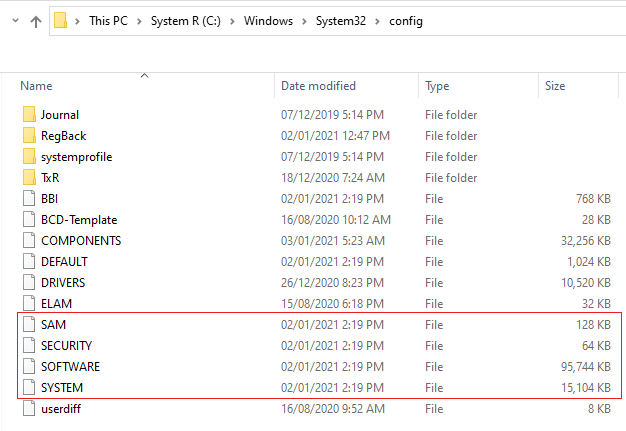 This PC System R (C:) Windows System32 config
Name Date modified Type Size
Journal 07/12/2019 5:14 PM File folder
RegBack 02/01/2021 12:47 PM File folder
systemprofile 07/12/2019 5:14 PM File folder
TxR 18/12/2020 7:24 AM File folder
BBI 02/01/2021 2:19 PM File 768 KB
BCD-Template 16/08/2020 10:12 AM File 28 KB
COMPONENTS 03/01/2021 5:23 AM File 32,256 KB
DEFAULT 02/01/2021 2:19 PM File 1,024 KB
DRIVERS 26/12/2020 8:23 PM File 10,520 KB
ELAM 15/08/2020 6:18 PM File 32 KB
SAM 02/01/2021 2:19 PM File 128 KB
SECURITY 02/01/2021 2:19 PM File 64 KB
SOFTWARE 02/01/2021 2:19 PM File 95,744 KB
SYSTEM 02/01/2021 2:19 PM File 15,104 KB
userdiff 16/08/2020 9:52 AM File 8 KB